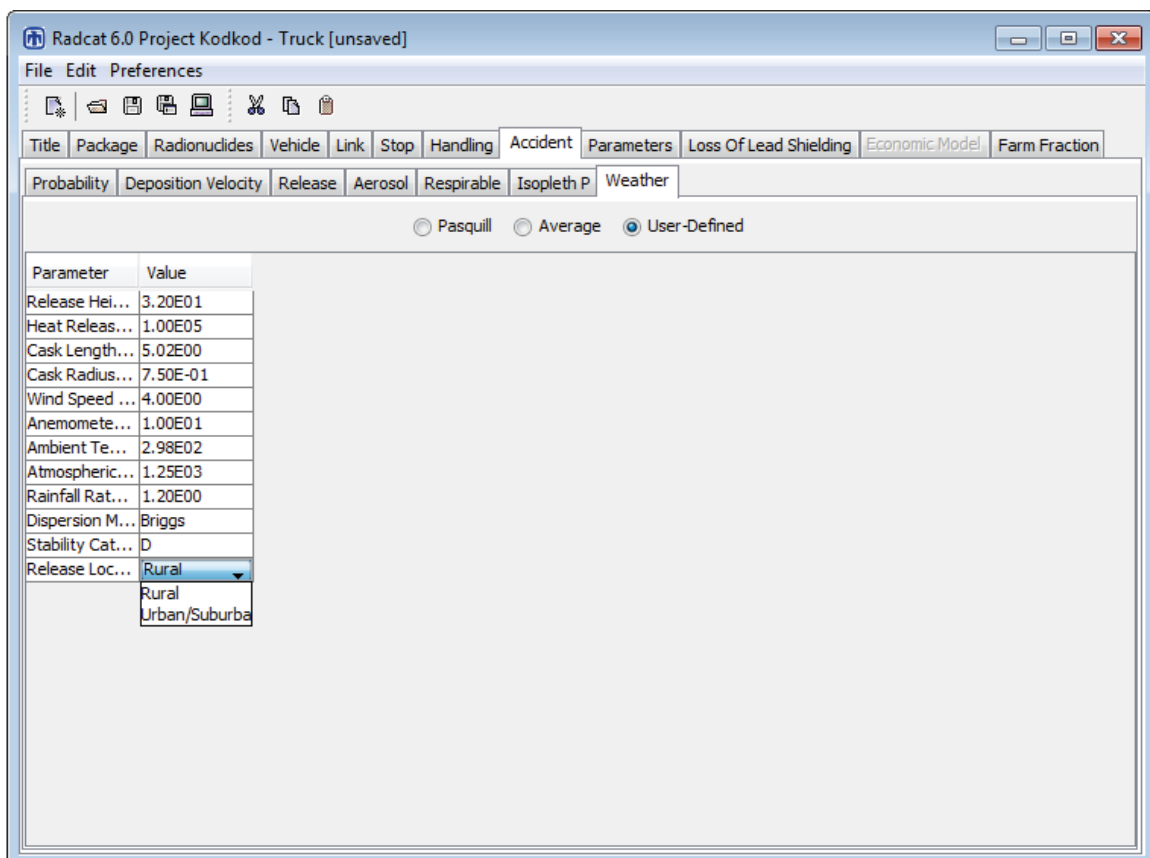 Radcat 6.0 Project Kodkod - Truck [unsaved]
File Edit Preferences
Title Package Radionuclides Vehicle Link Stop Handling Accident Parameters Loss Of Lead Shielding Economic Model Farm Fraction
Probability Deposition Velocity Release Aerosol Respirable Isopleth P Weather
Pasquill Average User-Defined
Parameter Value
Release Hei... 3.20E01
Heat Releas... 1.00E05
Cask Length... 5.02E00
Cask Radius... 7.50E-01
Wind Speed ... 4.00E00
Anemomete... 1.00E01
Ambient Te... 2.98E02
Atmospheric... 1.25E03
Rainfall Rat... 1.20E00
Dispersion M... Briggs
Stability Cat... D
Release Loc... Rural
Rural
Urban/Suburba